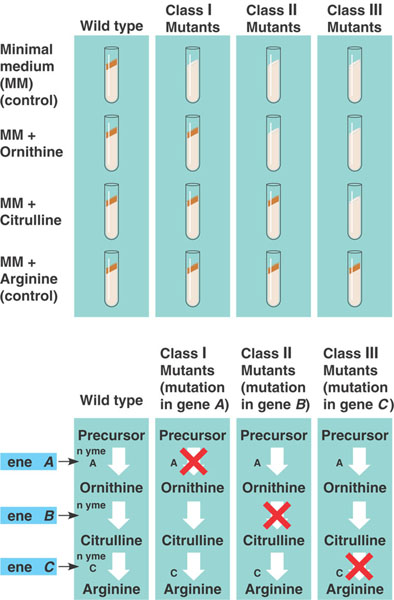 Wild type
Class I
Mutants
Class II
Mutants
Class III
Mutants
Minimal
medium
(MM)
(control)
MM +
Ornithine
MM +
Citrulline
MM +
Arginine
(control)
Wild type
Class I
Mutants
(mutation
in gene A)
Class II
Mutants
(mutation
in gene B)
Class III
Mutants
(mutation
in gene C)
Precursor
Precursor
Precursor
Precursor
ene A
n yme
A
A
A
A
Ornithine
Ornithine
Ornithine
Ornithine
ene B
n yme
B
Citrulline
Citrulline
Citrulline
Citrulline
ene C
n yme
C
C
C
C
Arginine
Arginine
Arginine
Arginine